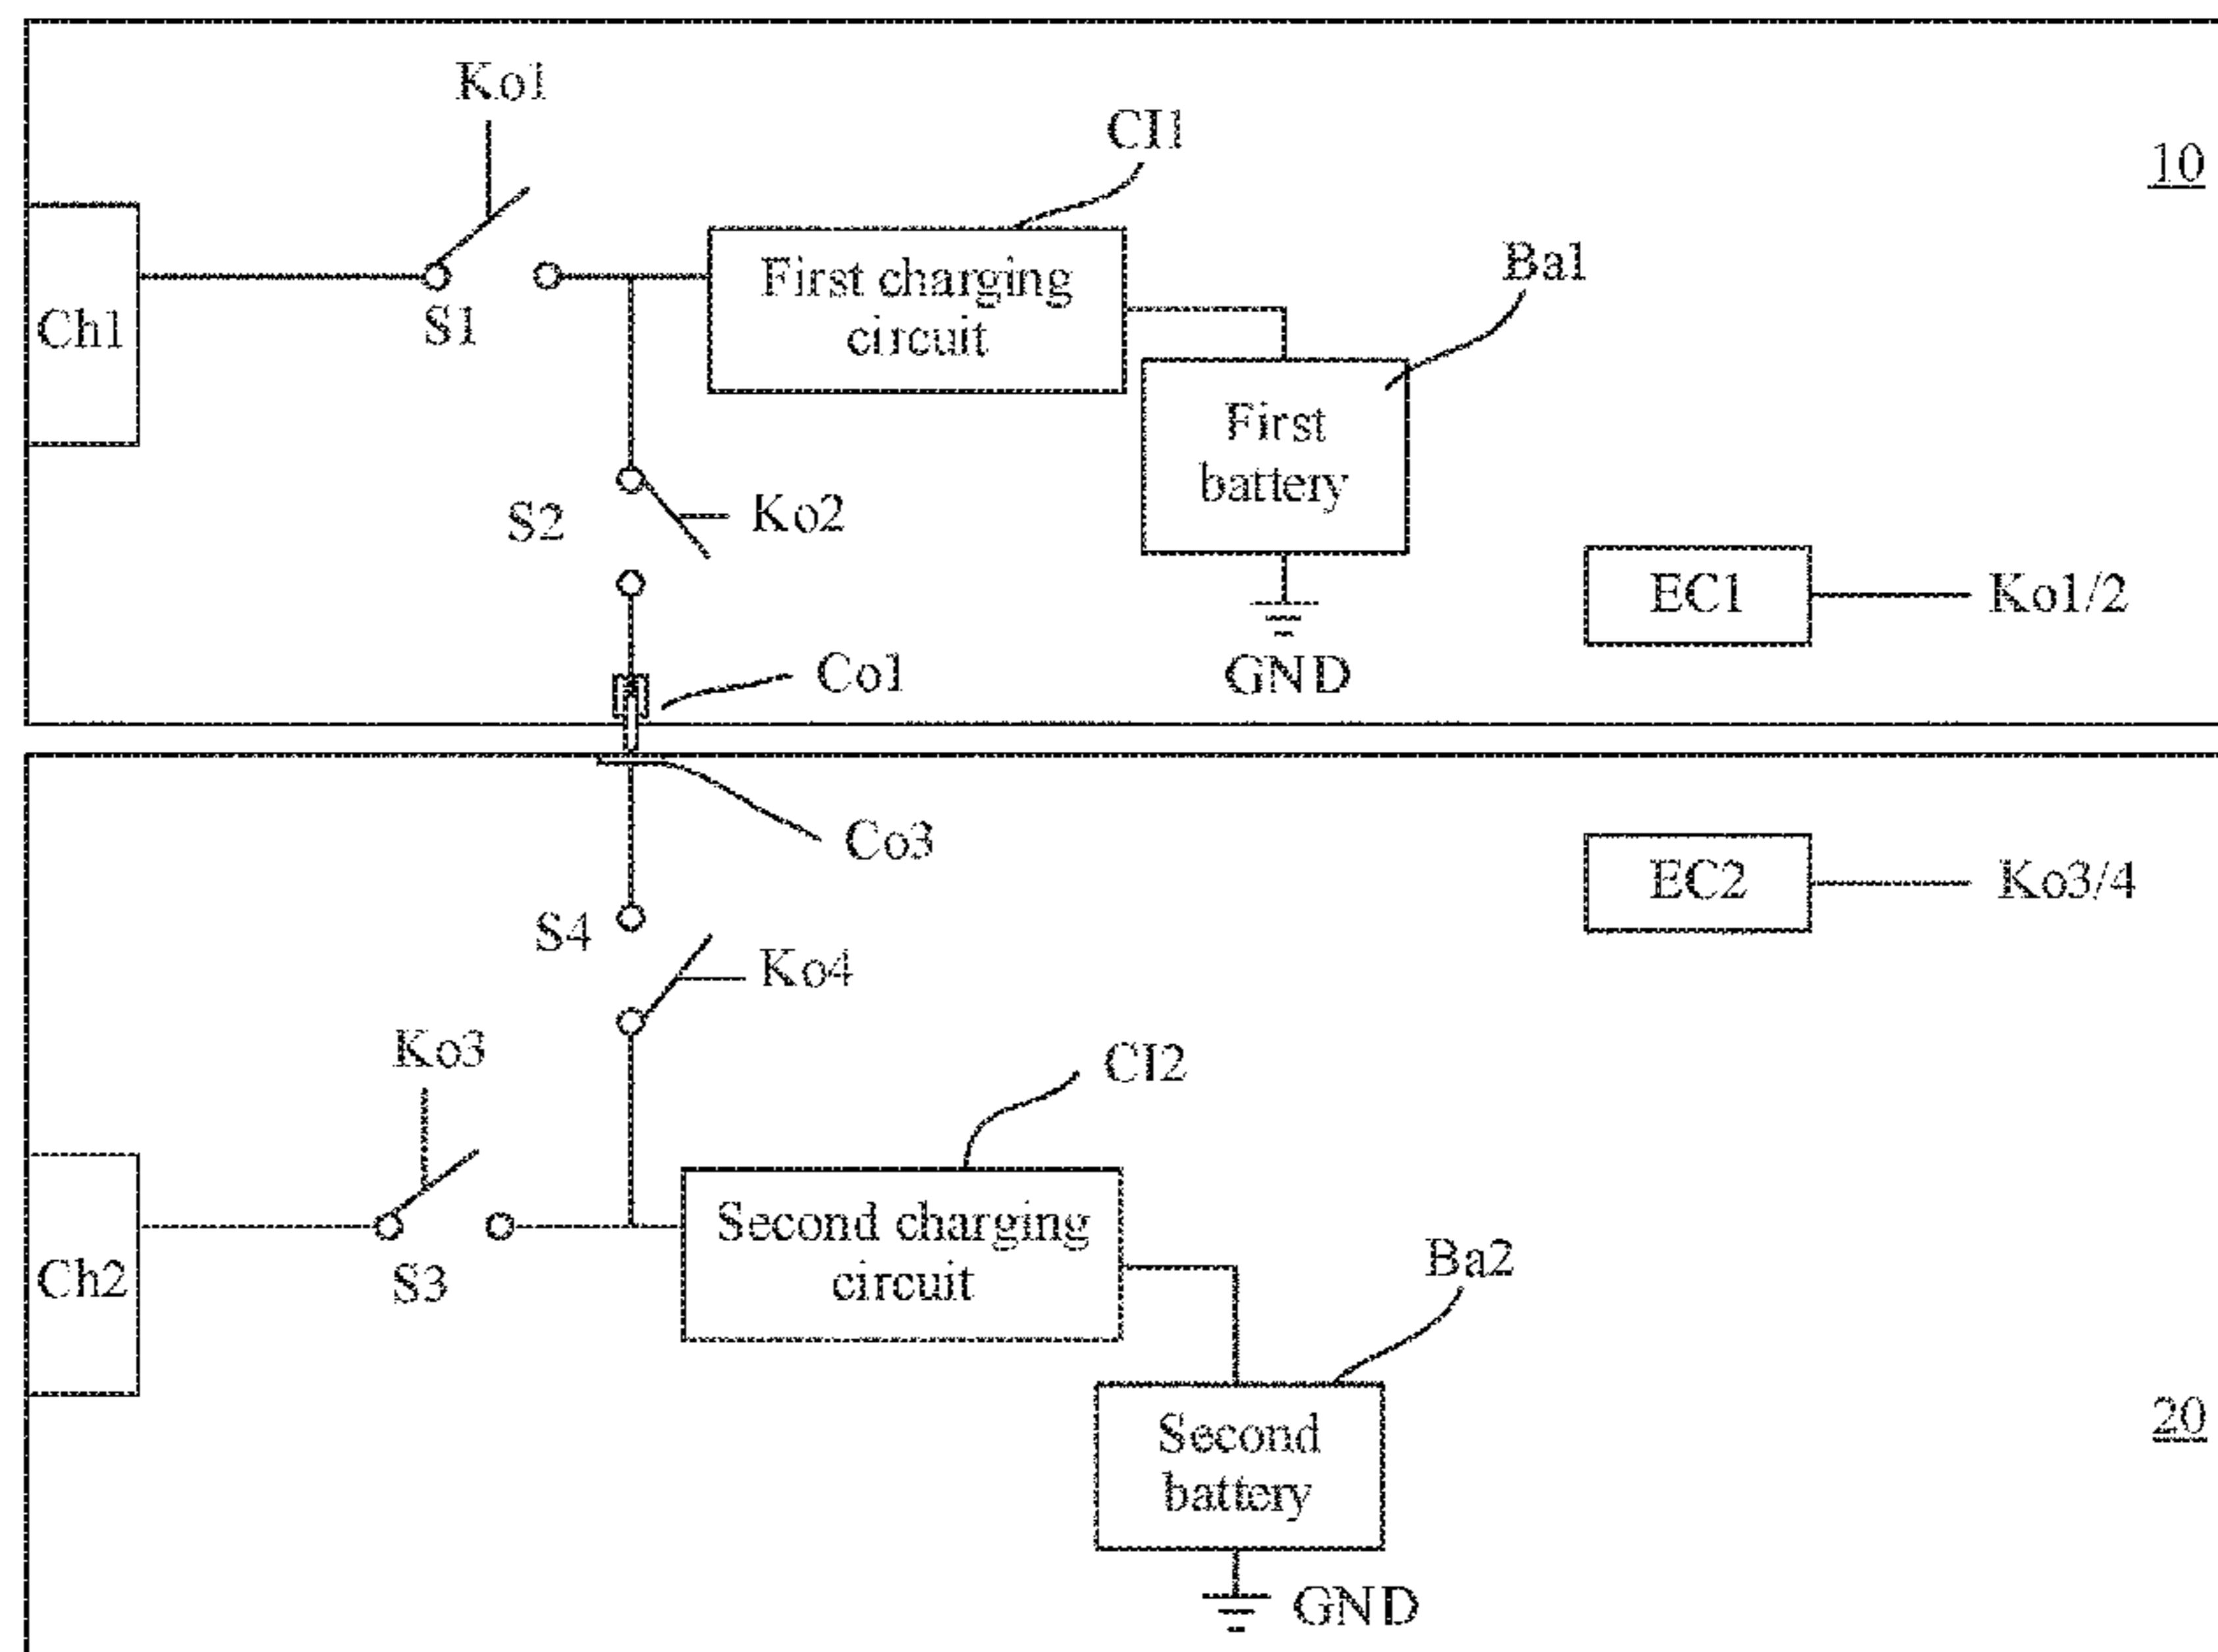 Ko1
CI1
10
Ba1
Ch1
S1
First charging
circuit
First
battery
S2
Ko2
EC1
Ko1/2
Co1
GND
Co3
EC2
Ko3/4
S4
Ko4
Ko3
CI2
Ch2
S3
Second charging
circuit
Ba2
Second
battery
20
GND